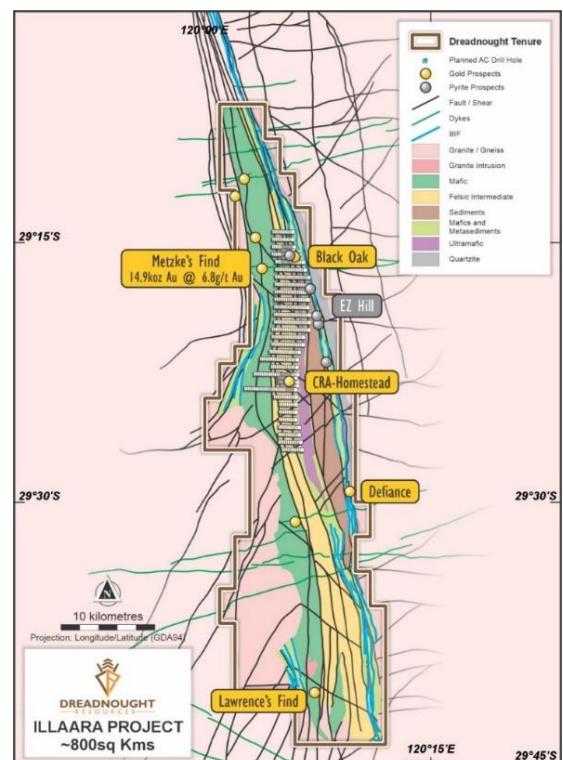 120°00'E
Dreadnought Tenure
Planned AC Drill Hole
Gold Prospects
Pyrite Prospects
Fault / Shear
Dykes
BIF
Granite / Gneiss
Granite Intrusion
Mafic
Felsic Intermediate
Sediments
Mafics and
Metasediments
Ultramafic
Quartzite
29°15'S
29°15'S
Metzke's Find
14.9koz Au @ 6.8g/t Au
Black Oak
EZ Hill
CRA-Homestead
Defiance
29°30'S
29°30'S
N
10 kilometres
Projection: Longitude/Latitude (GDA94)
DREADNOUGHT
RESOURCES
ILLAARA PROJECT
~800sq Kms
Lawrence's Find
120°15'E
29°45'S